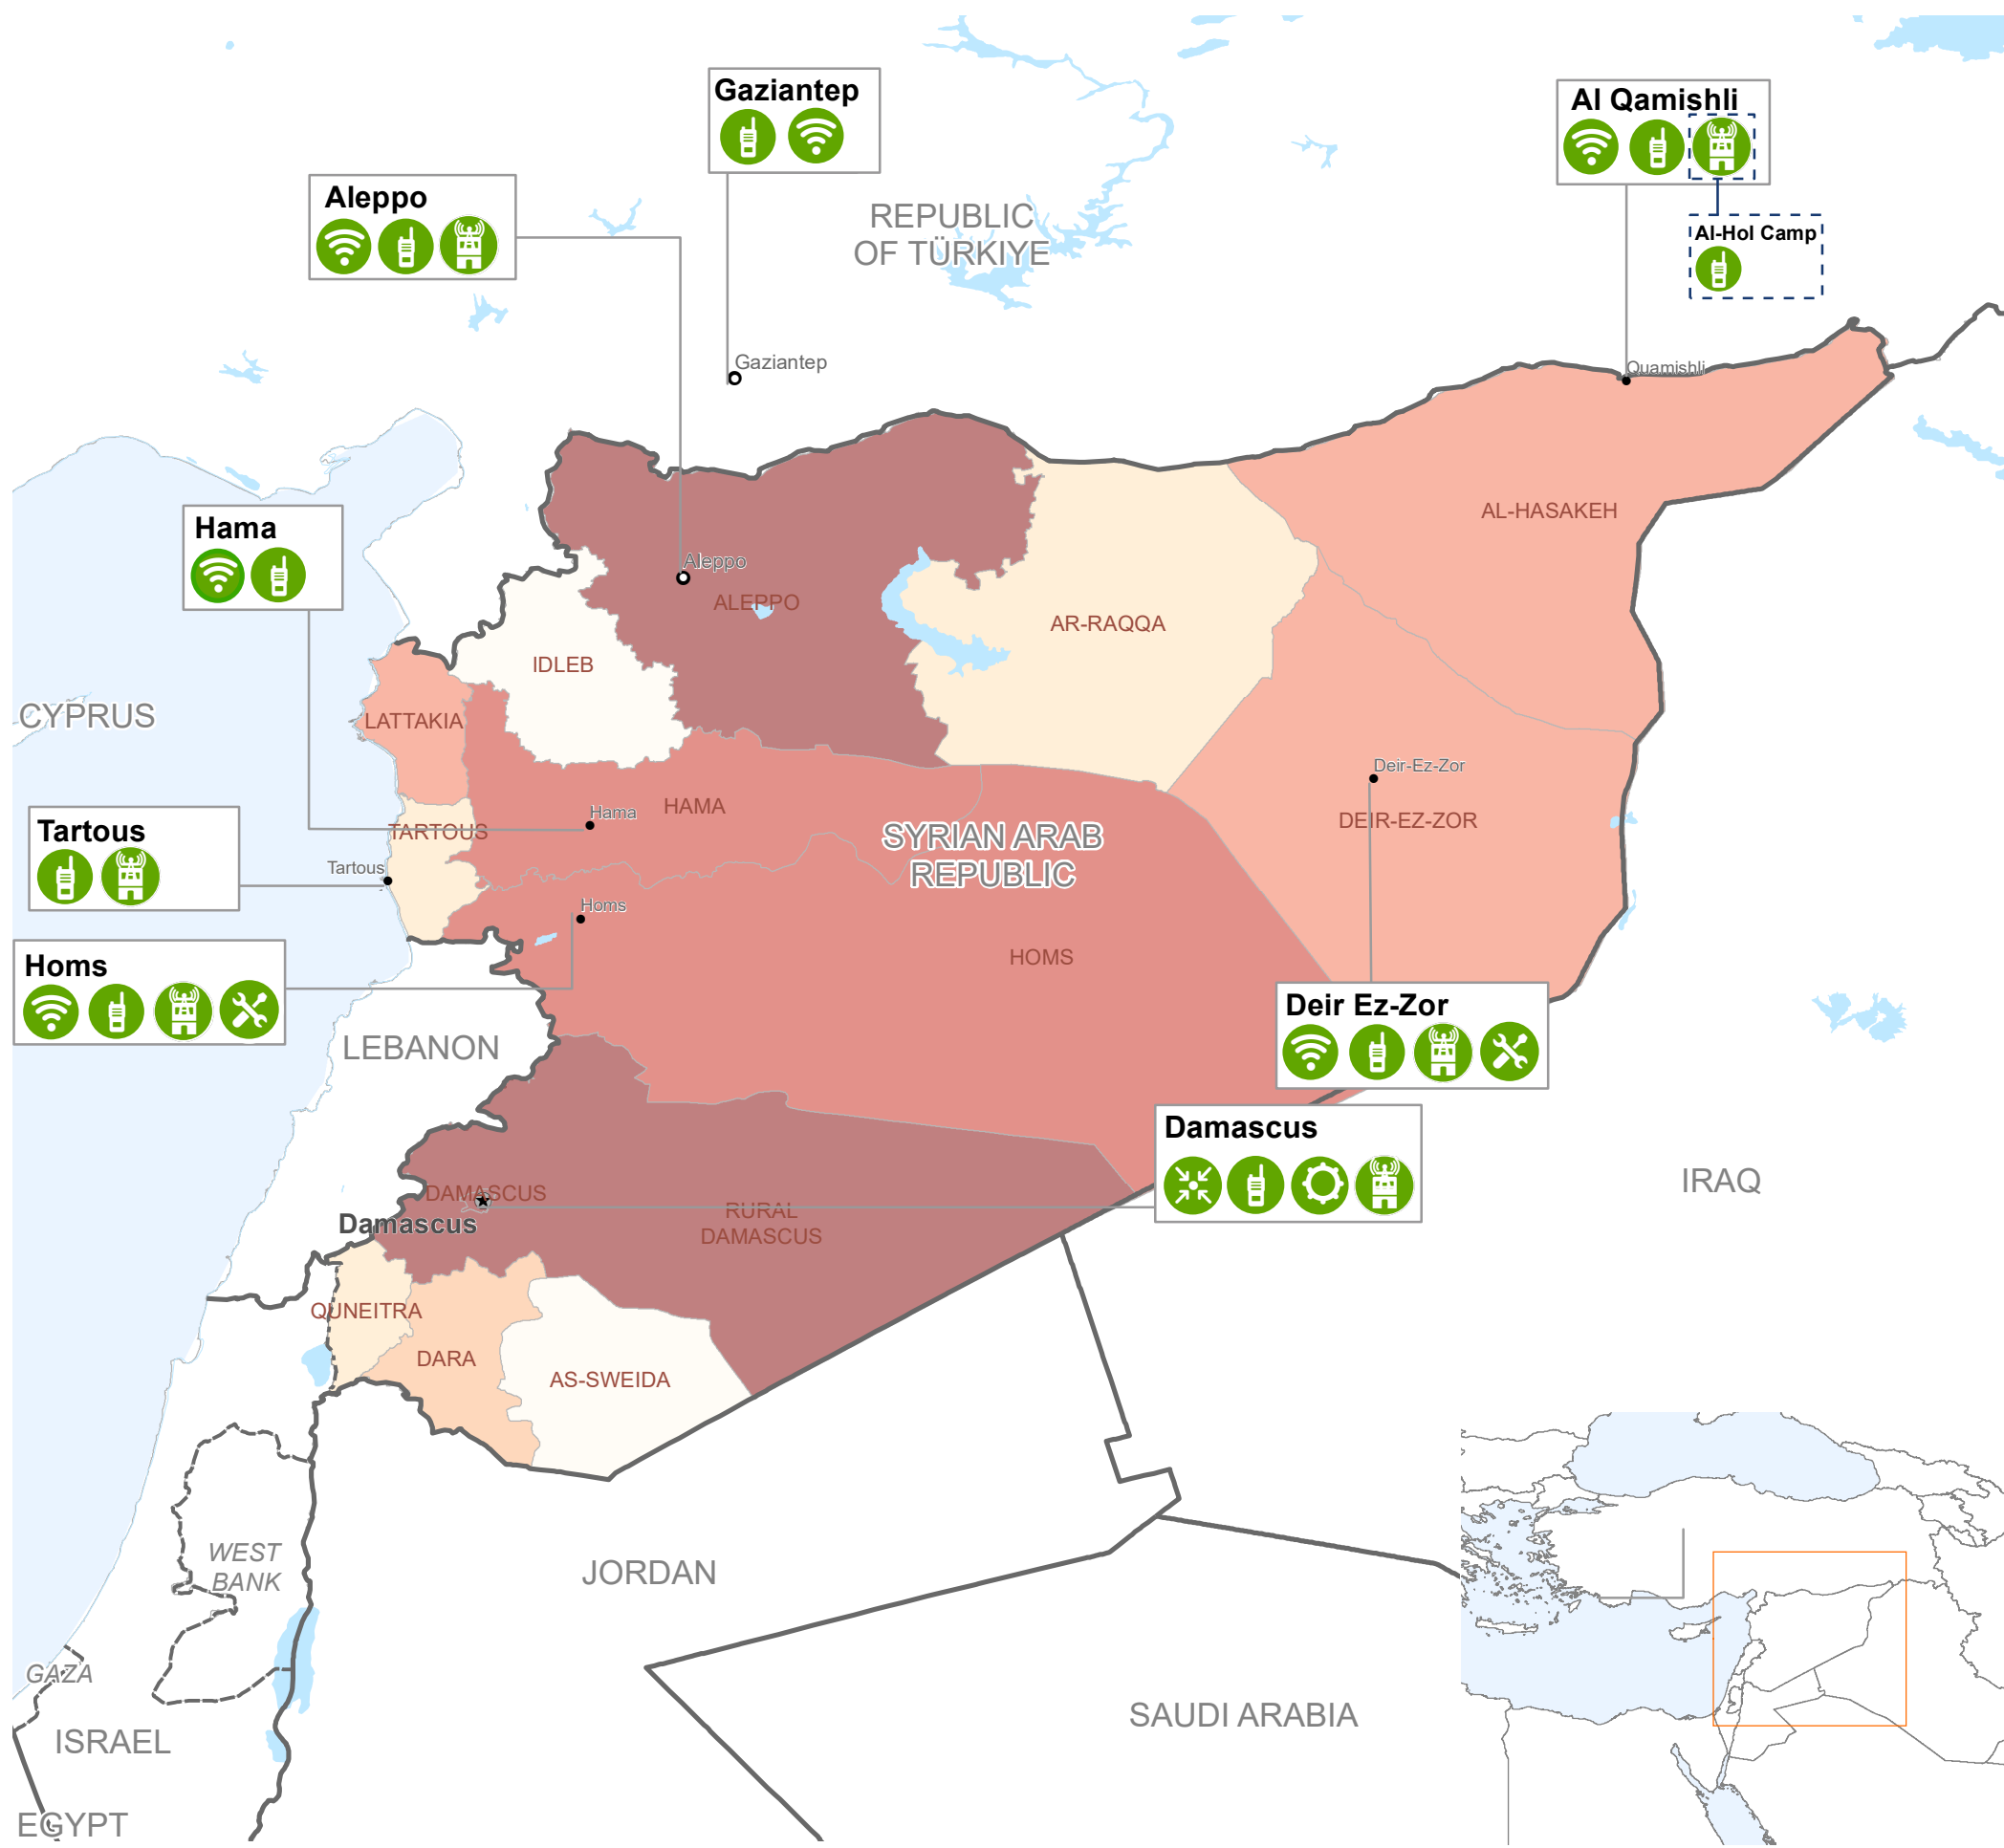 Gaziantep
Al Qamishli
Aleppo
REPUBLIC
OF TÜRKIYE
Al-Hol Camp
Gaziantep
Quamishli
Hama
AL-HASAKEH
Aleppo
ALEPPO
AR-RAQQA
IDLEB
CYPRUS
LATTAKIA
Deir-Ez-Zor
HAMA
Hama
DEIR-EZ-ZOR
Tartous
TARTOUS
SYRIAN ARAB
REPUBLIC
Tartous
Homs
HOMS
Homs
Deir Ez-Zor
LEBANON
Damascus
IRAQ
DAMASCUS
Damascus
RURAL
DAMASCUS
QUNEITRA
DARA
AS-SWEIDA
WEST
BANK
JORDAN
GAZA
SAUDI ARABIA
ISRAEL
EGYPT